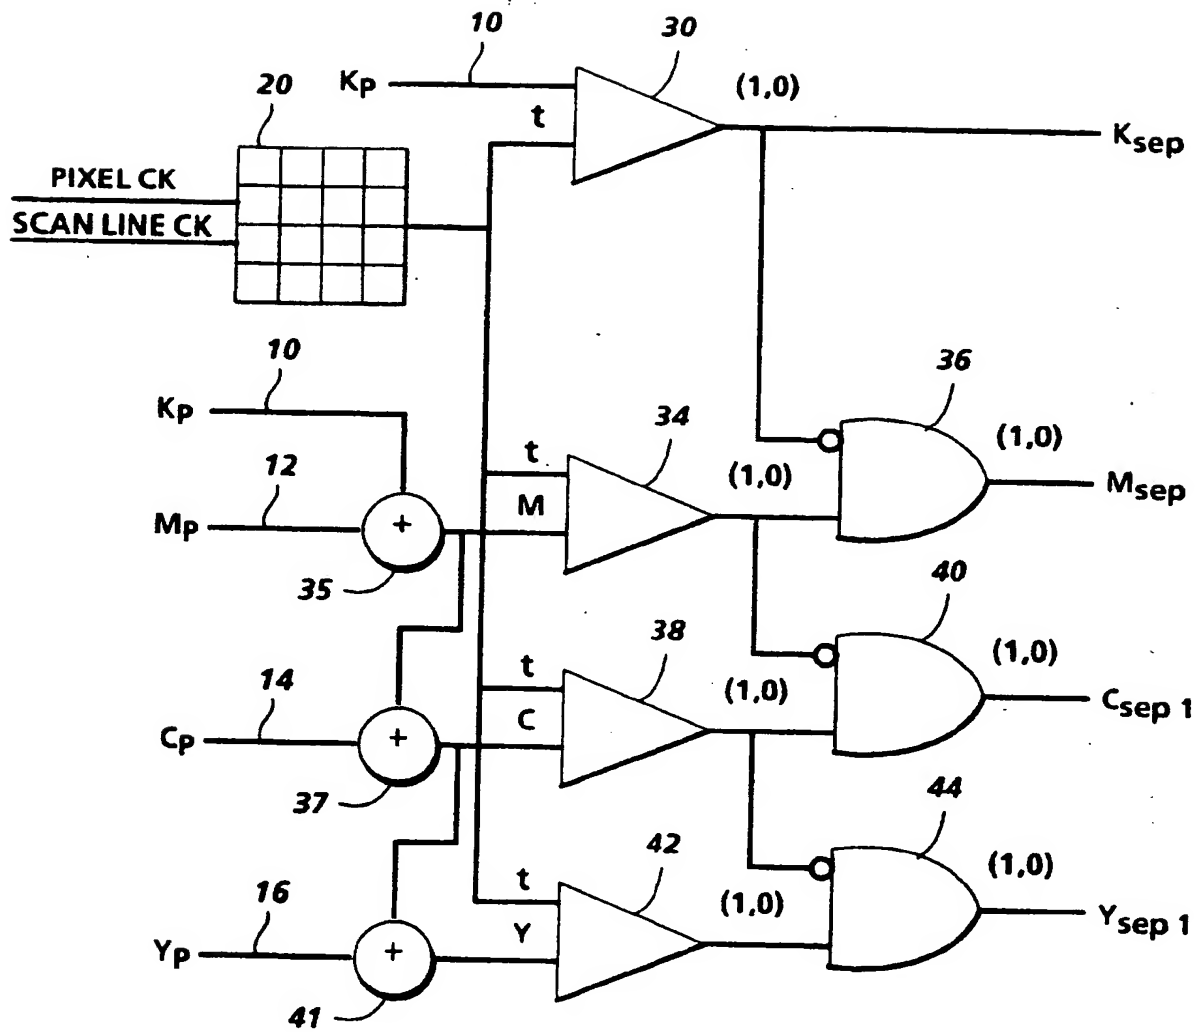 10
30
KP
(1,0)
20
t
Ksep
PIXEL CK
SCAN LINE CK
10
36
KP
34
(1,0)
12
t
(1,0)
M
Msep
MP
+
35
40
38
(1,0)
14
t
(1,0)
C
Csep 1
CP
+
37
44
42
(1,0)
16
t
(1,0)
Y
Ysep 1
YP
+
41